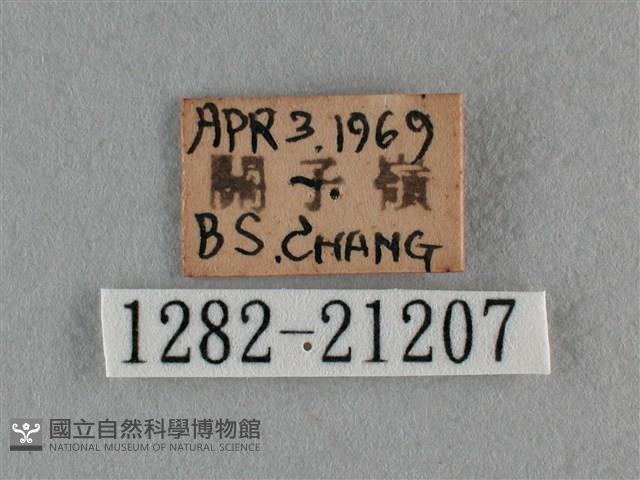 APR 3. 1969
關子嶺
B S. CHANG
1282-21207
國立自然科學博物館
NATIONAL MUSEUM OF NATURAL SCIENCE